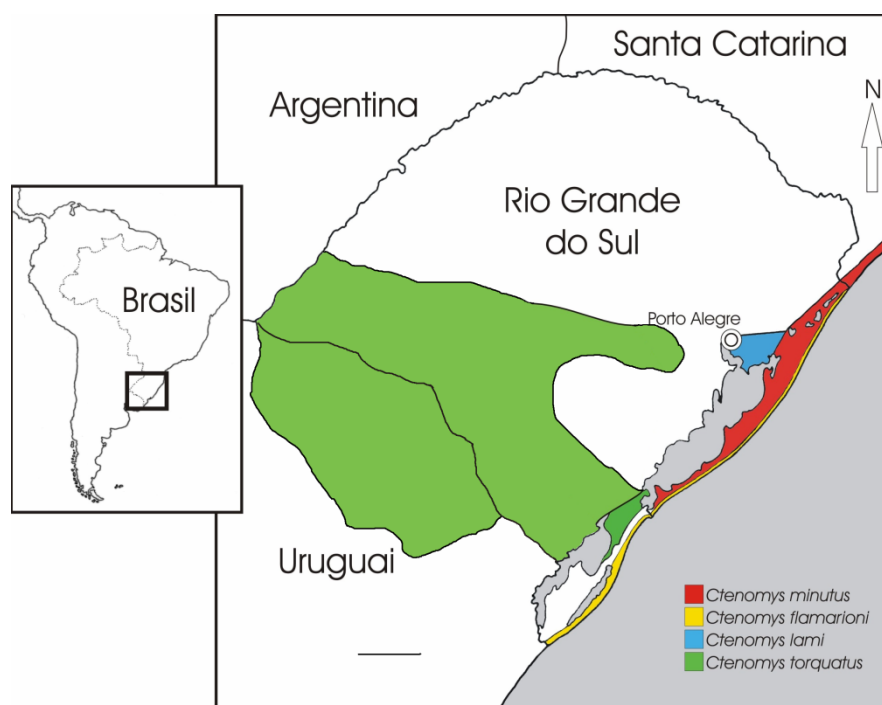 Santa Catarina
Argentina
N
Rio Grande
do Sul
Brasil
Porto Alegre
Uruguai
Ctenomys minutus
Ctenomys flamarioni
Ctenomys lami
Ctenomys torquatus